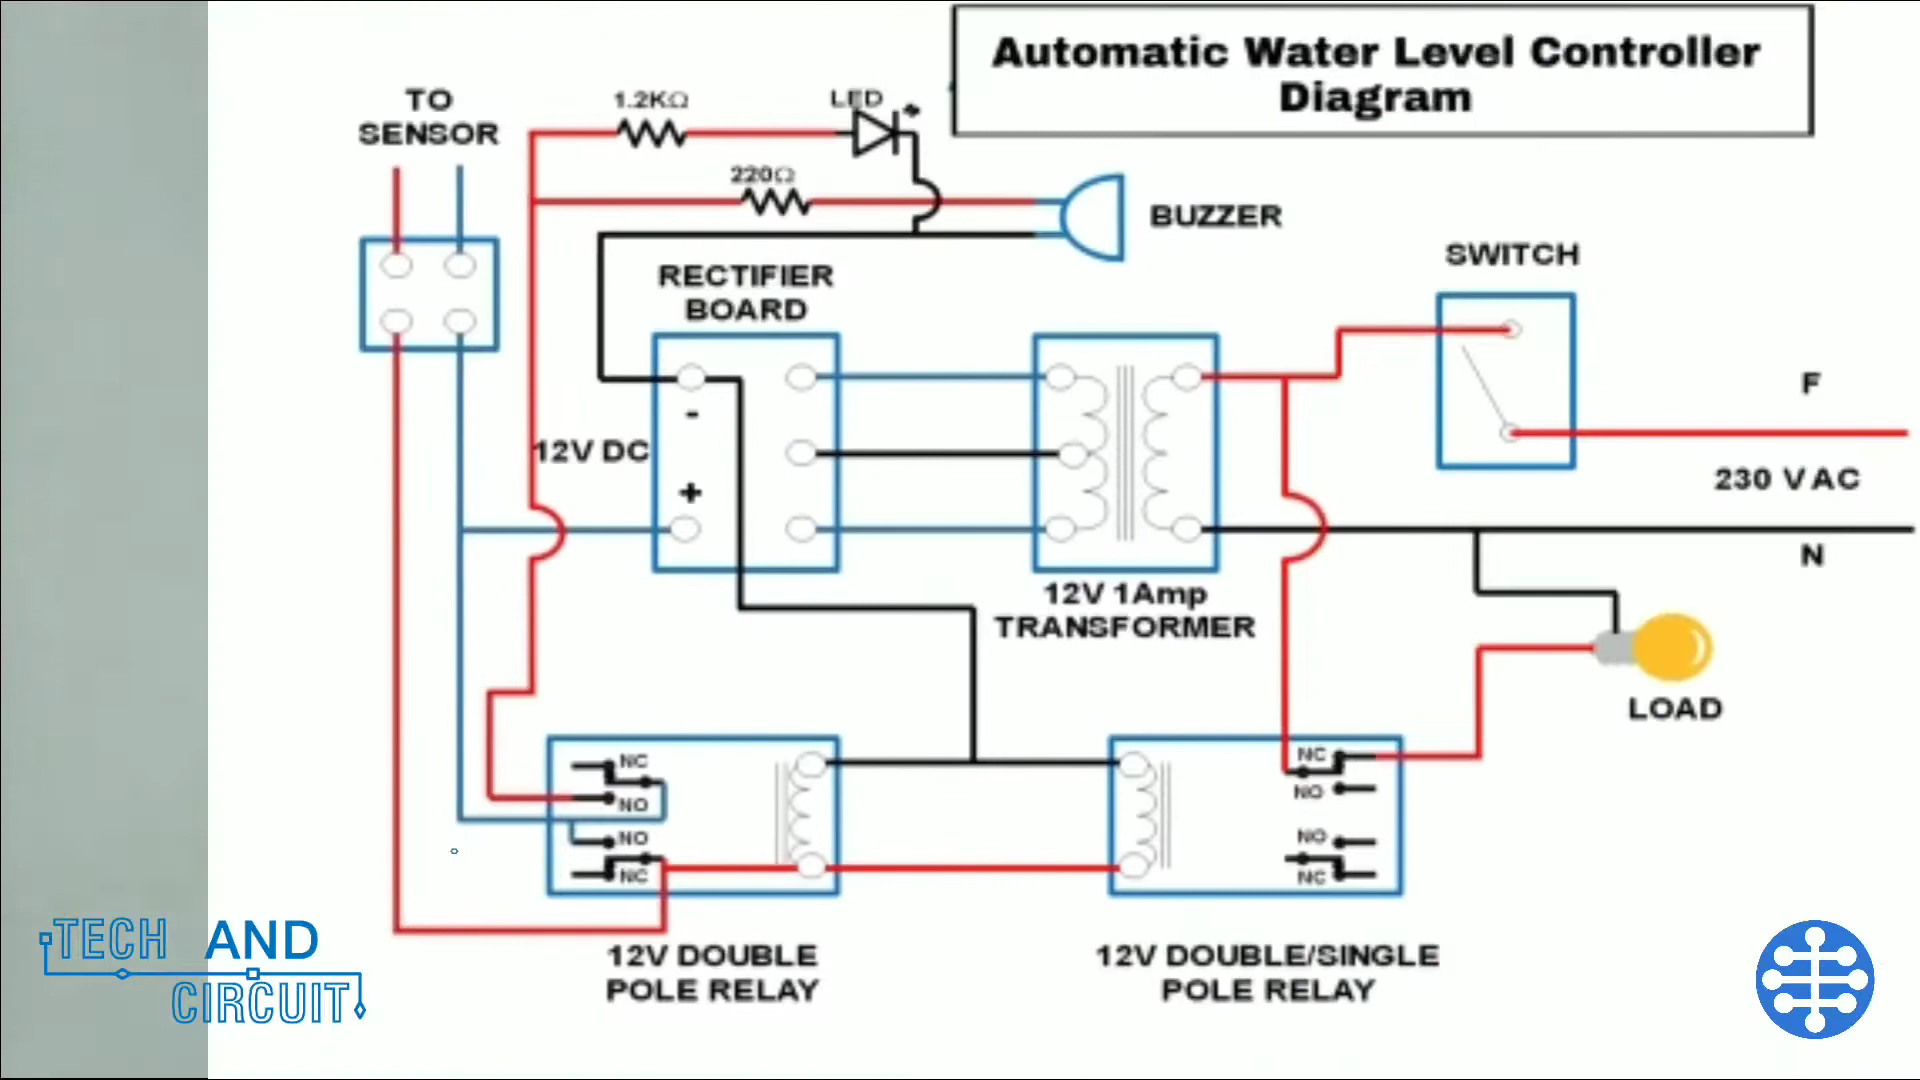 Automatic Water Level Controller
Diagram
TO
SENSOR
1.2KΩ
LED
220Ω
BUZZER
SWITCH
RECTIFIER
BOARD
-
12V DC
+
F
230 V AC
N
12V 1Amp
TRANSFORMER
LOAD
NC
NO
NO
NC
NC
NO
NO
NC
12V DOUBLE
POLE RELAY
12V DOUBLE/SINGLE
POLE RELAY
TECH AND
CIRCUIT